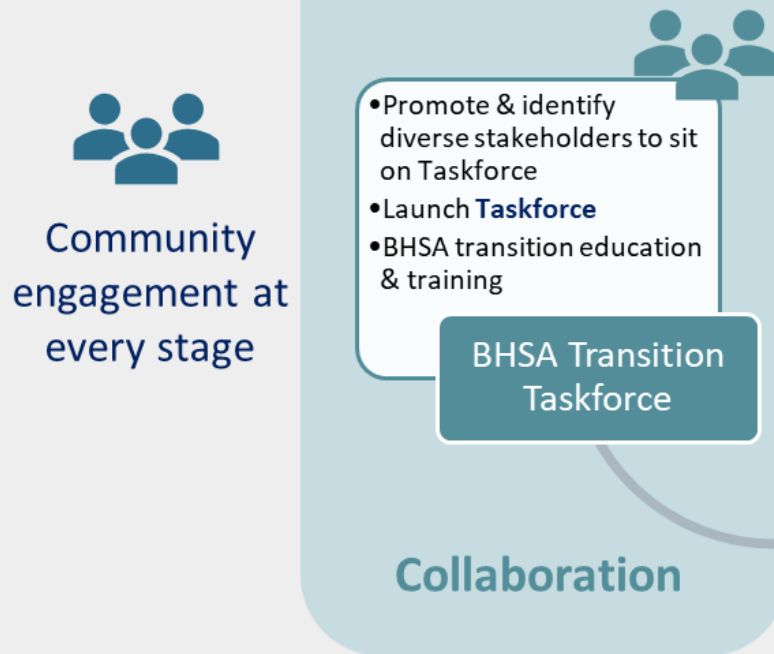 Community
engagement at
every stage
•Promote & identify
diverse stakeholders to sit
on Taskforce
•Launch Taskforce
•BHSA transition education
& training
BHSA Transition
Taskforce
Collaboration